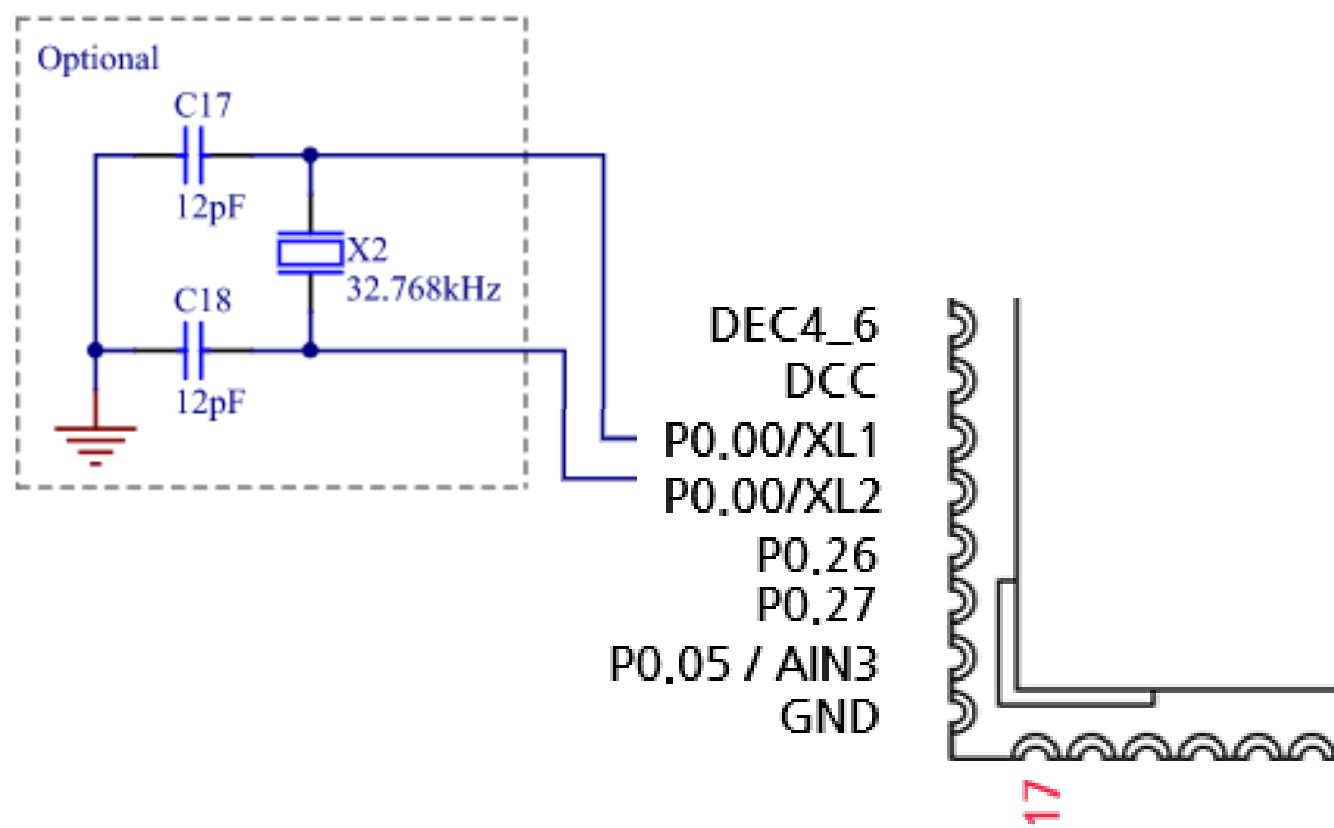 Optional
C17
12pF
X2
32.768kHz
C18
12pF
DEC4_6
DCC
P0.00/XL1
P0.00/XL2
P0.26
P0.27
P0.05 / AIN3
GND
17